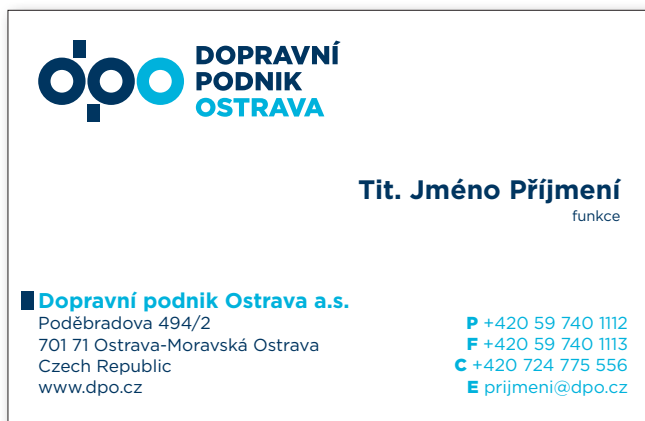 dpo
DOPRAVNÍ
PODNIK
OSTRAVA
Tit. Jméno Příjmení
funkce
Dopravní podnik Ostrava a.s.
Poděbradova 494/2
701 71 Ostrava-Moravská Ostrava
Czech Republic
www.dpo.cz
P +420 59 740 1112
F +420 59 740 1113
C +420 724 775 556
E prijmeni@dpo.cz